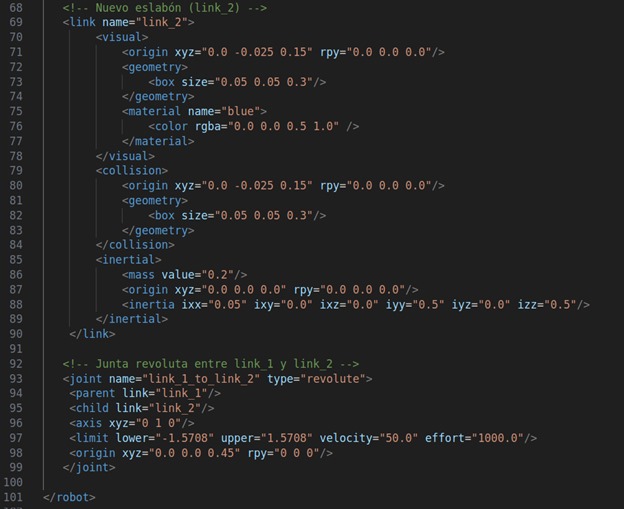 68 <!-- Nuevo eslabón (link_2) -->
69 <link name="link_2">
70 <visual>
71 <origin xyz="0.0 -0.025 0.15" rpy="0.0 0.0 0.0"/>
72 <geometry>
73 <box size="0.05 0.05 0.3"/>
74 </geometry>
75 <material name="blue">
76 <color rgba="0.0 0.0 0.5 1.0" />
77 </material>
78 </visual>
79 <collision>
80 <origin xyz="0.0 -0.025 0.15" rpy="0.0 0.0 0.0"/>
81 <geometry>
82 <box size="0.05 0.05 0.3"/>
83 </geometry>
84 </collision>
85 <inertial>
86 <mass value="0.2"/>
87 <origin xyz="0.0 0.0 0.0" rpy="0.0 0.0 0.0"/>
88 <inertia ixx="0.05" ixy="0.0" ixz="0.0" iyy="0.5" iyz="0.0" izz="0.5"/>
89 </inertial>
90 </link>
91
92 <!-- Junta revoluta entre link_1 y link_2 -->
93 <joint name="link_1_to_link_2" type="revolute">
94 <parent link="link_1"/>
95 <child link="link_2"/>
96 <axis xyz="0 1 0"/>
97 <limit lower="-1.5708" upper="1.5708" velocity="50.0" effort="1000.0"/>
98 <origin xyz="0.0 0.0 0.45" rpy="0 0 0"/>
99 </joint>
100
101 </robot>